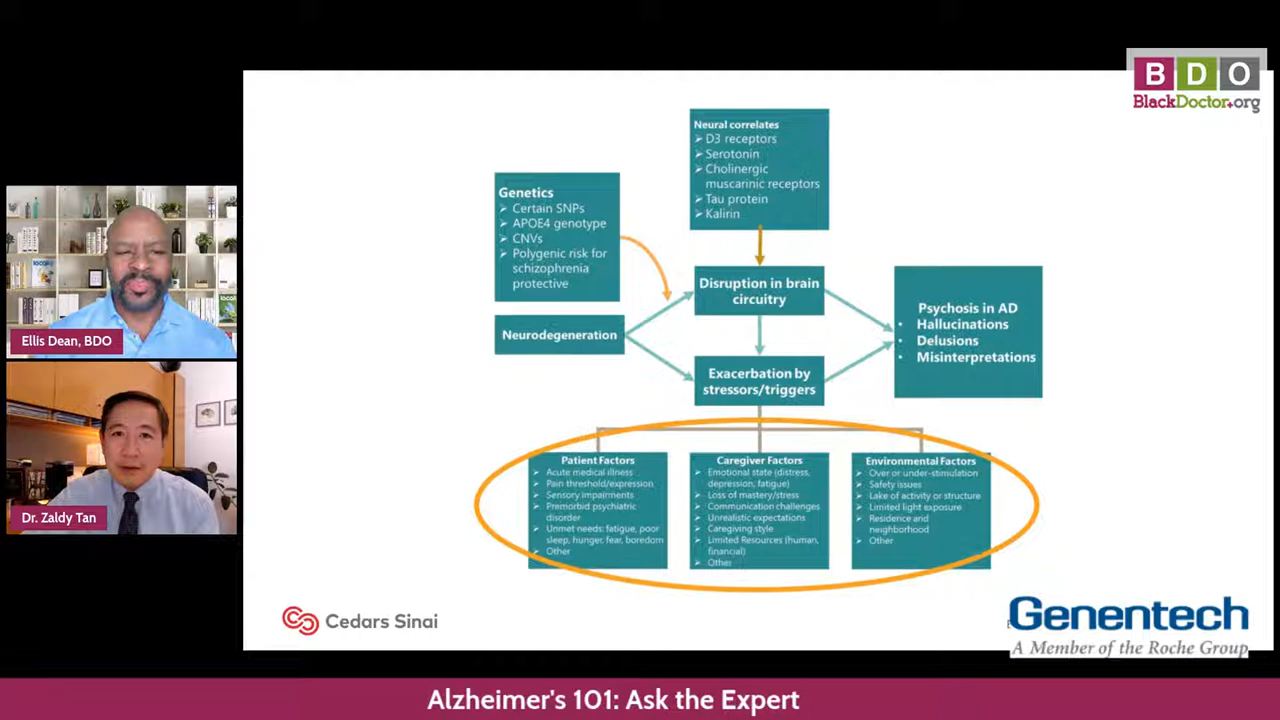 BDO
BlackDoctor.org
Neural correlates
➢ D3 receptors
➢ Serotonin
➢ Cholinergic
muscarinic receptors
➢ Tau protein
➢ Kalirin
Genetics
➢ Certain SNPs
➢ APOE4 genotype
➢ CNVs
➢ Polygenic risk for
schizophrenia
protective
Disruption in brain
circuitry
Neurodegeneration
Psychosis in AD
• Hallucinations
• Delusions
• Misinterpretations
Exacerbation by
stressors/triggers
Patient Factors
➢ Acute medical illness
➢ Pain threshold/expression
➢ Sensory impairments
➢ Premorbid psychiatric
disorder
➢ Unmet needs: fatigue, poor
sleep, hunger, fear, boredom
➢ Other
Caregiver Factors
➢ Emotional state (distress,
depression, fatigue)
➢ Loss of mastery/stress
➢ Communication challenges
➢ Unrealistic expectations
➢ Caregiving style
➢ Limited Resources (human,
financial)
➢ Other
Environmental Factors
➢ Over or under-stimulation
➢ Safety issues
➢ Lake of activity or structure
➢ Limited light exposure
➢ Residence and
neighborhood
➢ Other
Ellis Dean, BDO
Dr. Zaldy Tan
Cedars Sinai
Genentech
A Member of the Roche Group
Alzheimer's 101: Ask the Expert